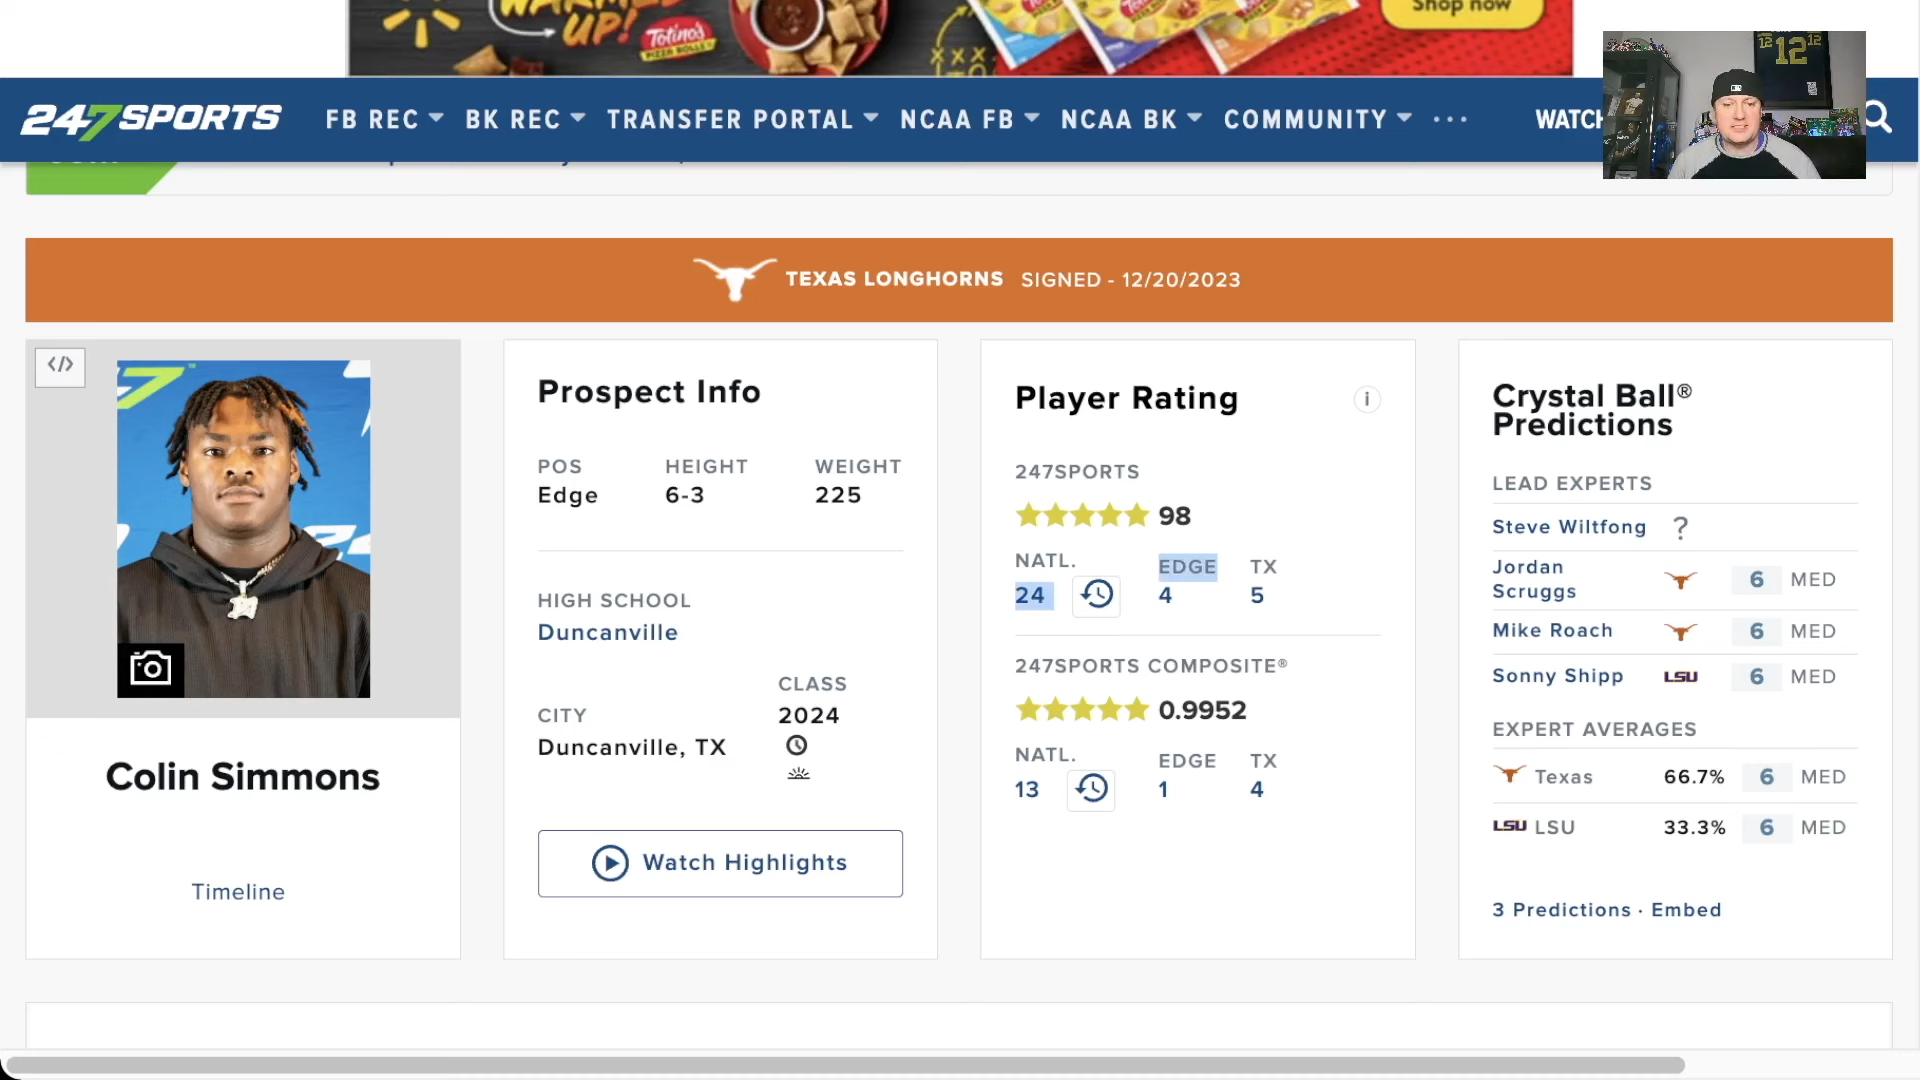 WARMED
UP!
Totino's
PIZZA ROLLS
Shop now
247SPORTS
FB REC
BK REC
TRANSFER PORTAL
NCAA FB
NCAA BK
COMMUNITY
WATCH
12
TEXAS LONGHORNS SIGNED - 12/20/2023
Colin Simmons
Timeline
Prospect Info
POS HEIGHT WEIGHT
Edge 6-3 225
HIGH SCHOOL
Duncanville
CITY CLASS
Duncanville, TX 2024
Watch Highlights
Player Rating
247SPORTS
98
NATL. EDGE TX
24 4 5
247SPORTS COMPOSITE®
0.9952
NATL. EDGE TX
13 1 4
Crystal Ball®
Predictions
LEAD EXPERTS
Steve Wiltfong ?
Jordan
Scruggs 6 MED
Mike Roach 6 MED
Sonny Shipp LSU 6 MED
EXPERT AVERAGES
Texas 66.7% 6 MED
LSU LSU 33.3% 6 MED
3 Predictions · Embed